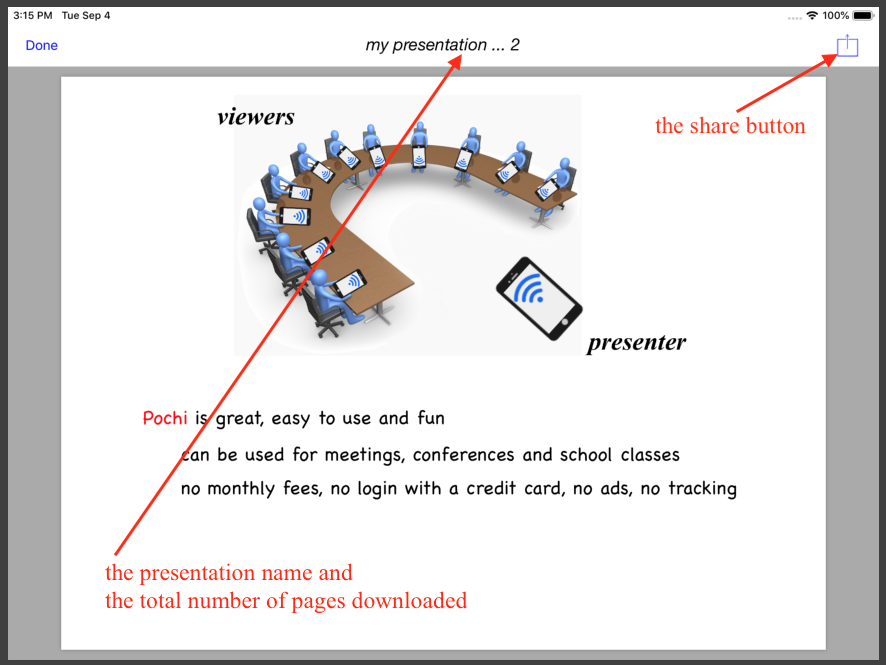 3:15 PM Tue Sep 4
100%
Done
my presentation ... 2
the share button
viewers
presenter
Pochi is great, easy to use and fun
can be used for meetings, conferences and school classes
no monthly fees, no login with a credit card, no ads, no tracking
the presentation name and
the total number of pages downloaded